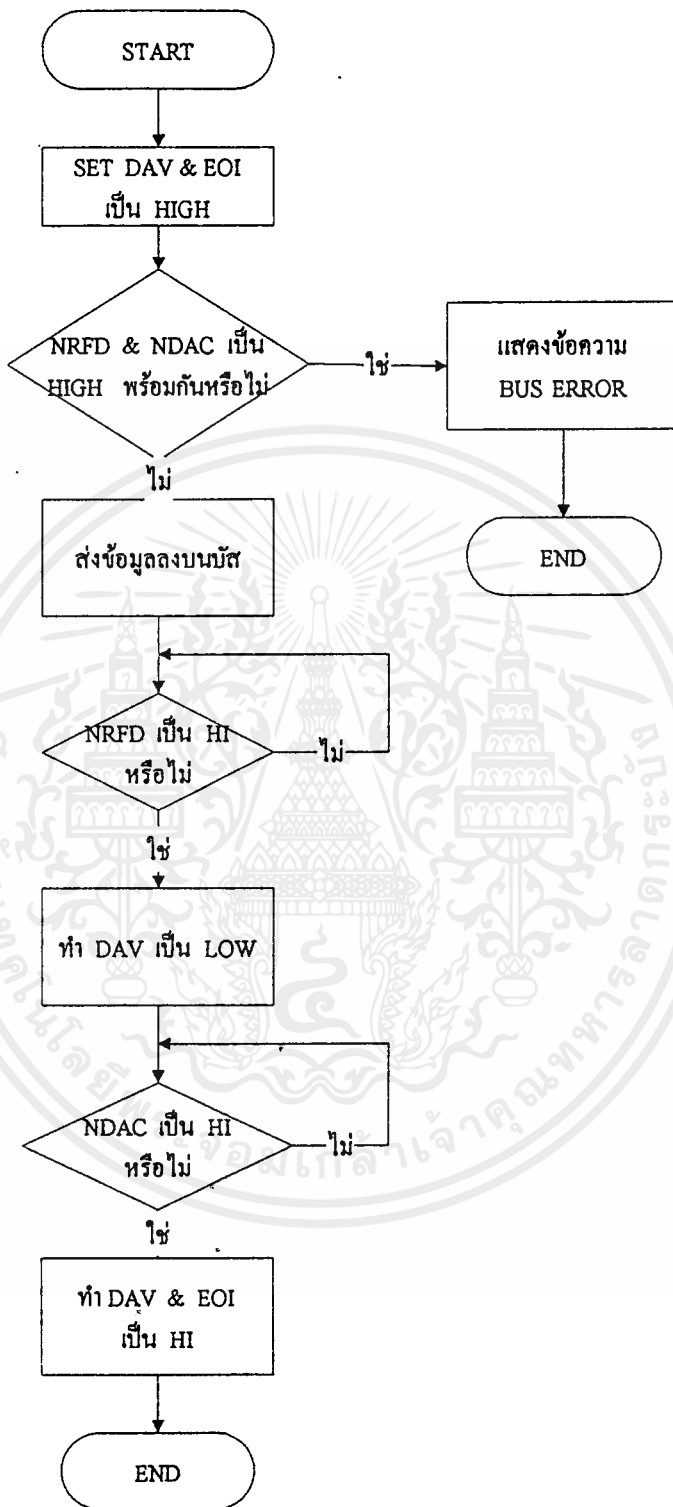 START
SET DAV & EOI
เป็น HIGH
NRFD & NDAC เป็น
HIGH พร้อมกันหรือไม่
ใช่
แสดงข้อความ
BUS ERROR
END
ไม่
ส่งข้อมูลลงบนบัส
NRFD เป็น HI
หรือไม่
ไม่
ใช่
ทำ DAV เป็น LOW
NDAC เป็น HI
หรือไม่
ไม่
ใช่
ทำ DAV & EOI
เป็น HI
END